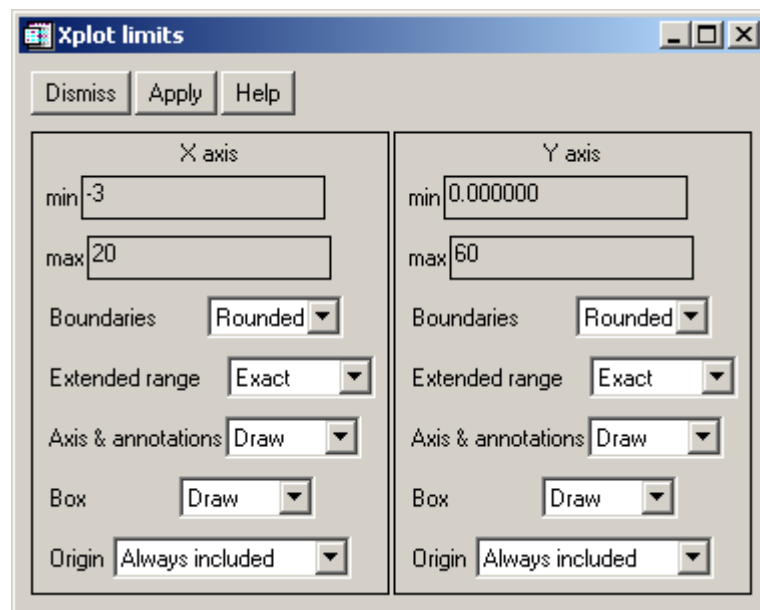 Xplot limits
Dismiss Apply Help
X axis
min -3
max 20
Boundaries Rounded
Extended range Exact
Axis & annotations Draw
Box Draw
Origin Always included
Y axis
min 0.000000
max 60
Boundaries Rounded
Extended range Exact
Axis & annotations Draw
Box Draw
Origin Always included